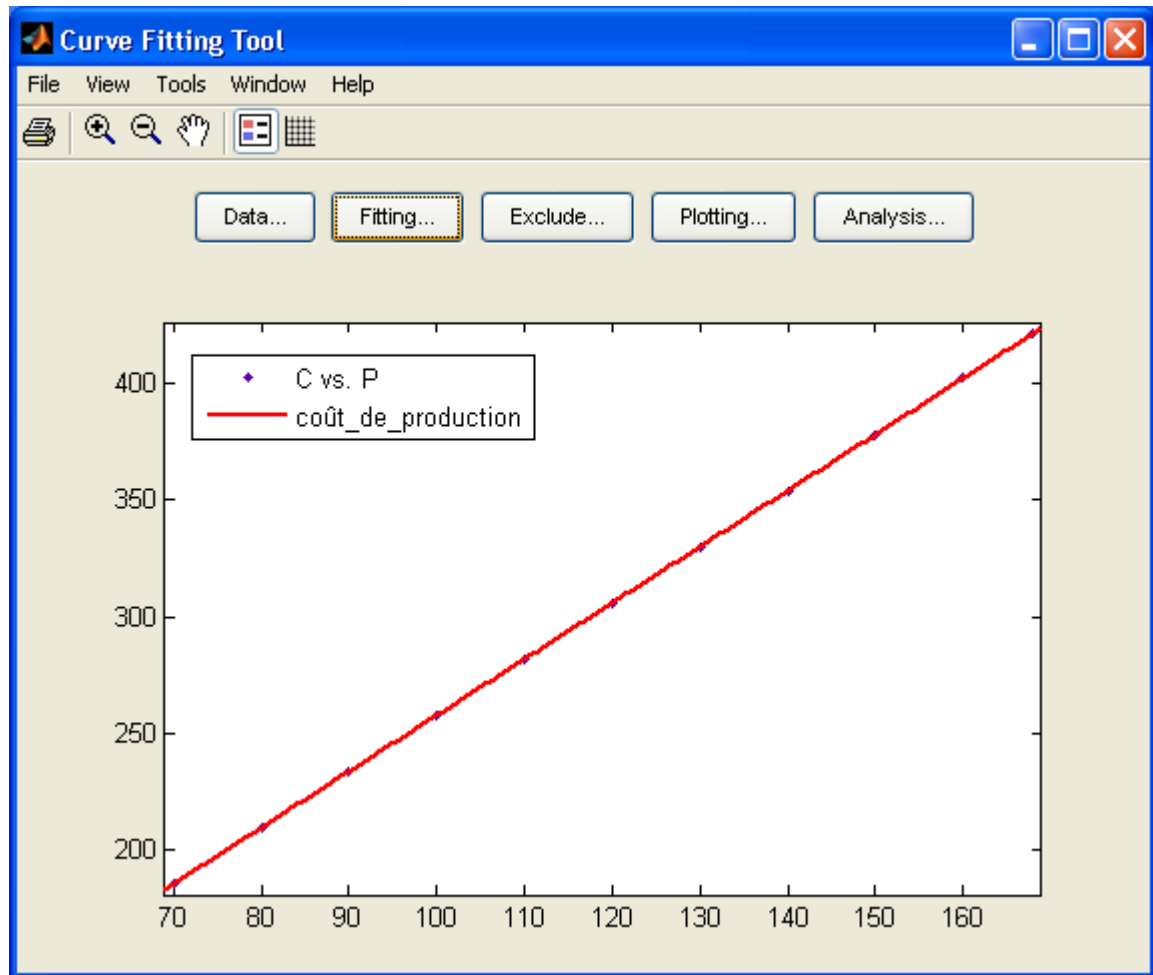 Curve Fitting Tool
File View Tools Window Help
Data... Fitting... Exclude... Plotting... Analysis...
C vs. P
coût_de_production
400
350
300
250
200
70 80 90 100 110 120 130 140 150 160